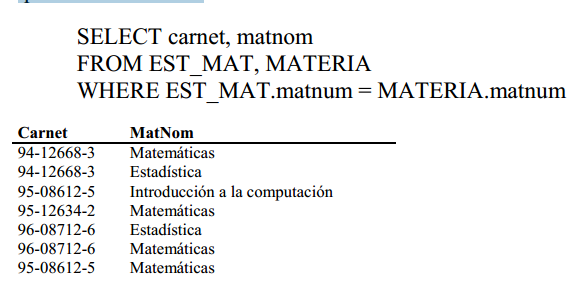 SELECT carnet, matnom
FROM EST_MAT, MATERIA
WHERE EST_MAT.matnum = MATERIA.matnum
Carnet MatNom
94-12668-3 Matemáticas
94-12668-3 Estadística
95-08612-5 Introducción a la computación
95-12634-2 Matemáticas
96-08712-6 Estadística
96-08712-6 Matemáticas
95-08612-5 Matemáticas